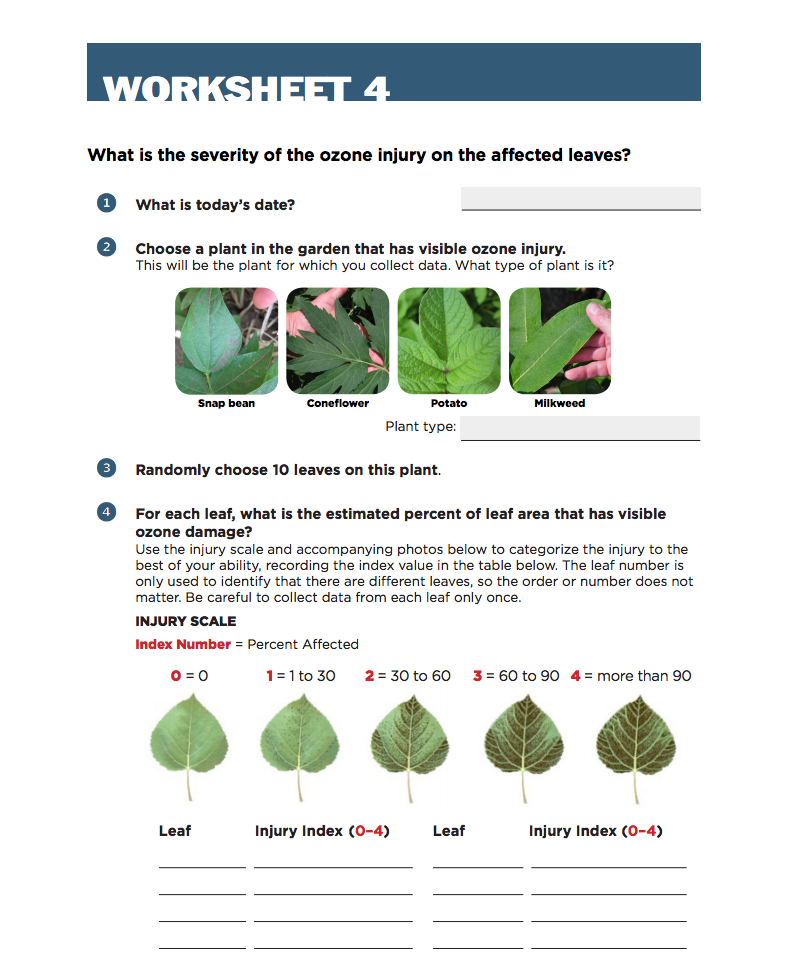 WORKSHEET 4
What is the severity of the ozone injury on the affected leaves?
1 What is today's date?
2 Choose a plant in the garden that has visible ozone injury.
This will be the plant for which you collect data. What type of plant is it?
Snap bean Coneflower Potato Milkweed
Plant type:
3 Randomly choose 10 leaves on this plant.
4 For each leaf, what is the estimated percent of leaf area that has visible
ozone damage?
Use the injury scale and accompanying photos below to categorize the injury to the
best of your ability, recording the index value in the table below. The leaf number is
only used to identify that there are different leaves, so the order or number does not
matter. Be careful to collect data from each leaf only once.
INJURY SCALE
Index Number = Percent Affected
0 = 0 1 = 1 to 30 2 = 30 to 60 3 = 60 to 90 4 = more than 90
Leaf Injury Index (0–4) Leaf Injury Index (0–4)